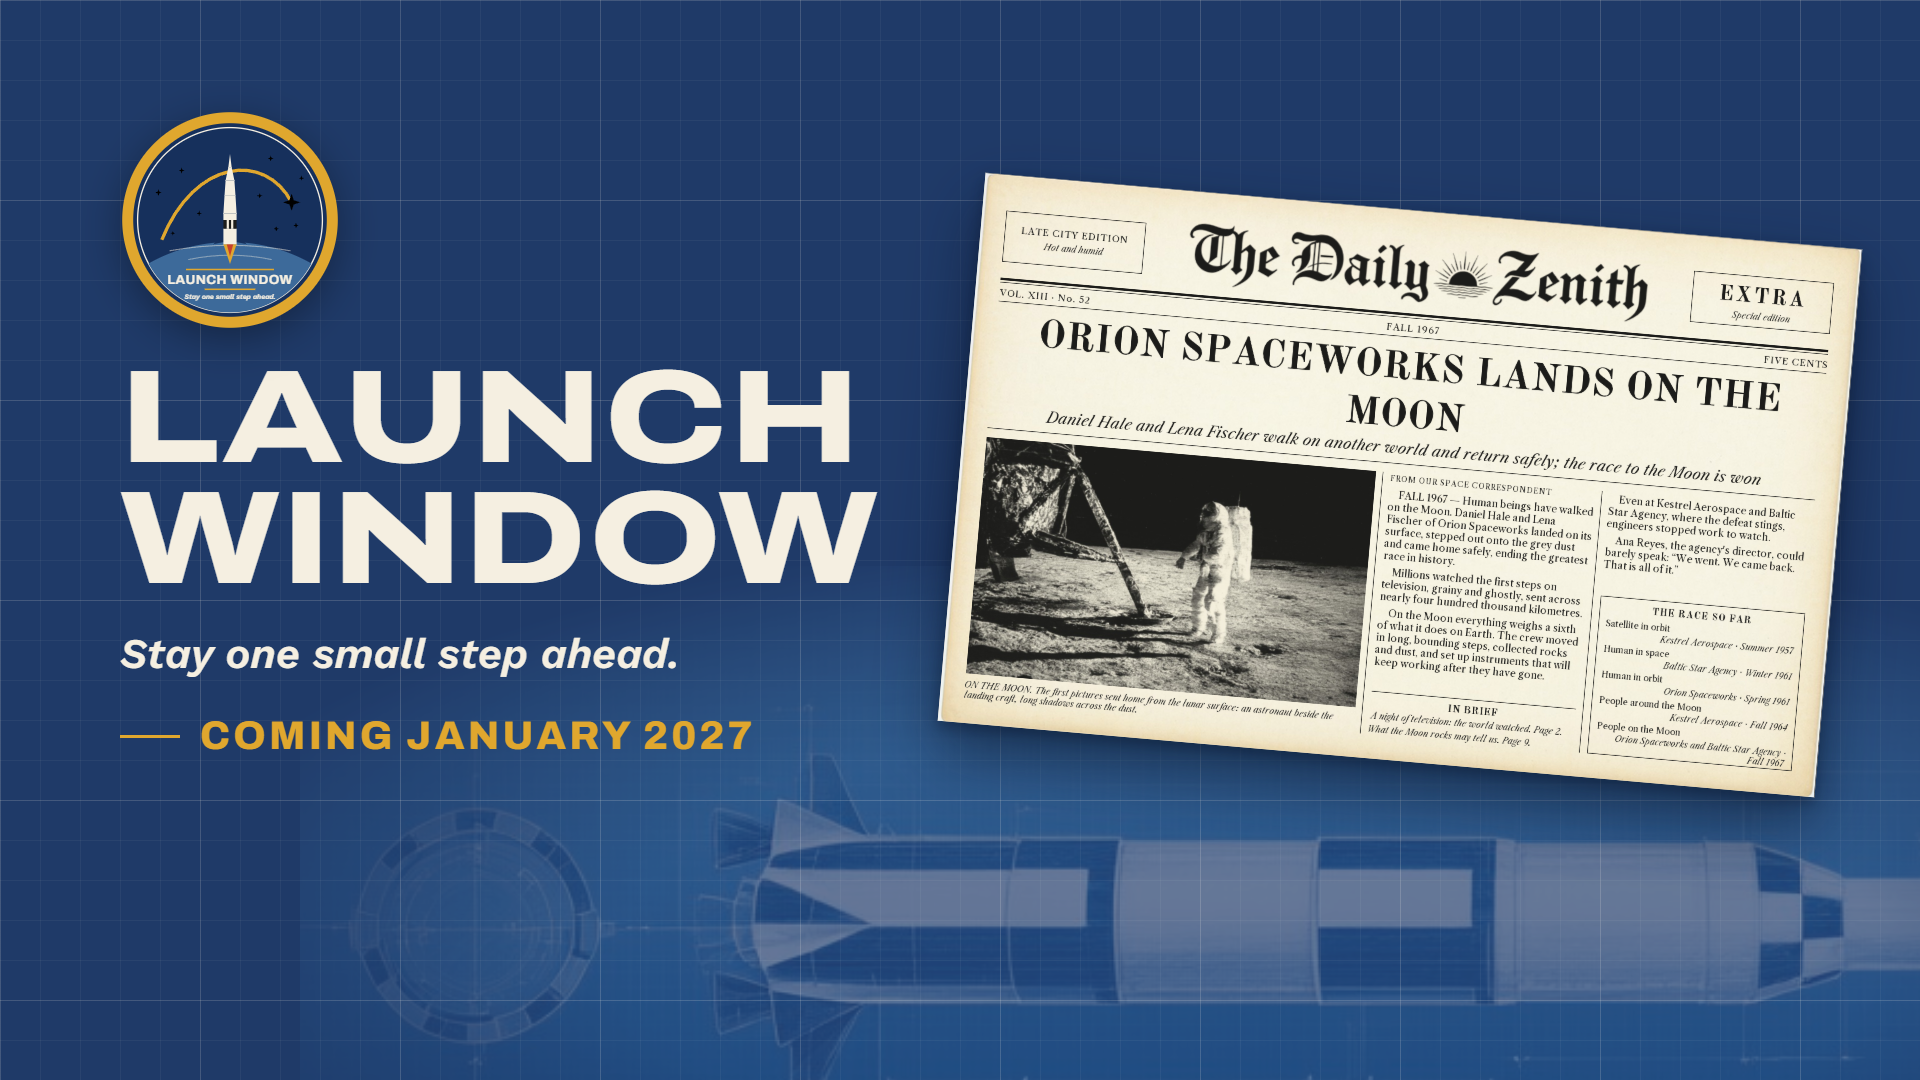 LAUNCH WINDOW
Stay one small step ahead.
LAUNCH
WINDOW
Stay one small step ahead.
COMING JANUARY 2027
LATE CITY EDITION
Hot and humid
The Daily Zenith
EXTRA
Special edition
VOL. XIII · No. 52
FALL 1967
FIVE CENTS
ORION SPACEWORKS LANDS ON THE
MOON
Daniel Hale and Lena Fischer walk on another world and return safely; the race to the Moon is won
ON THE MOON. The first pictures sent home from the lunar surface: an astronaut beside the
landing craft, long shadows across the dust.
FROM OUR SPACE CORRESPONDENT
FALL 1967 — Human beings have walked
on the Moon. Daniel Hale and Lena
Fischer of Orion Spaceworks landed on its
surface, stepped out onto the grey dust
and came home safely, ending the greatest
race in history.
Millions watched the first steps on
television, grainy and ghostly, sent across
nearly four hundred thousand kilometres.
On the Moon everything weighs a sixth
of what it does on Earth. The crew moved
in long, bounding steps, collected rocks
and dust, and set up instruments that will
keep working after they have gone.
IN BRIEF
A night of television: the world watched. Page 2.
What the Moon rocks may tell us. Page 9.
Even at Kestrel Aerospace and Baltic
Star Agency, where the defeat stings,
engineers stopped work to watch.
Ana Reyes, the agency's director, could
barely speak: “We went. We came back.
That is all of it.”
THE RACE SO FAR
Satellite in orbit
Kestrel Aerospace · Summer 1957
Human in space
Baltic Star Agency · Winter 1961
Human in orbit
Orion Spaceworks · Spring 1961
People around the Moon
Kestrel Aerospace · Fall 1964
People on the Moon
Orion Spaceworks and Baltic Star Agency ·
Fall 1967